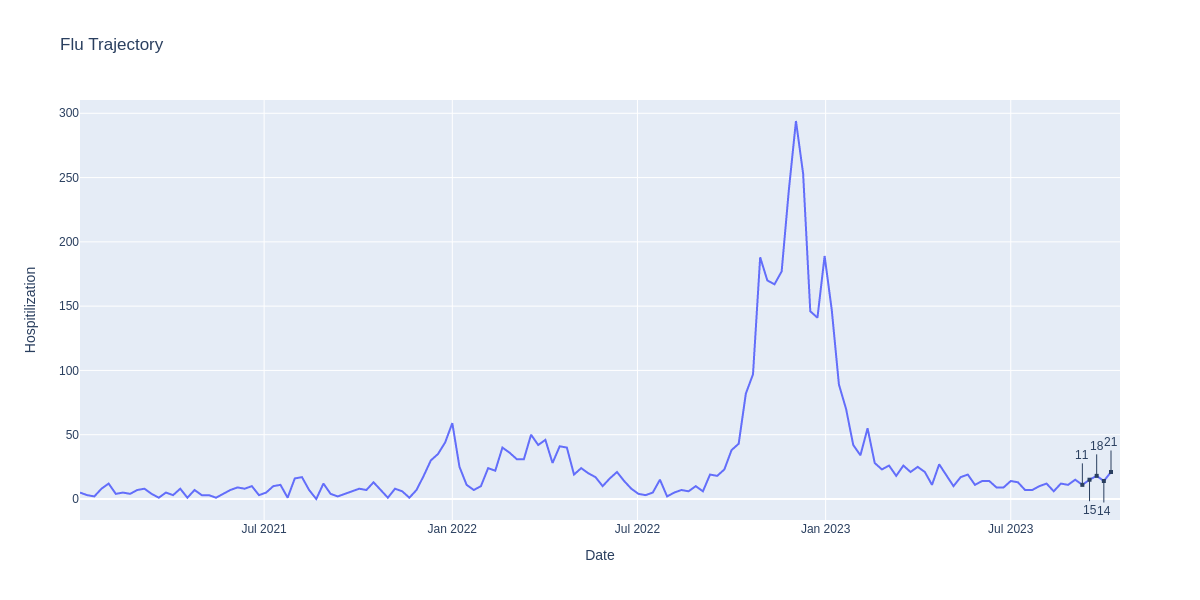 Flu Trajectory
300
250
200
150
100
50
0
Hospitilization
11
15
18
14
21
Jul 2021
Jan 2022
Jul 2022
Jan 2023
Jul 2023
Date